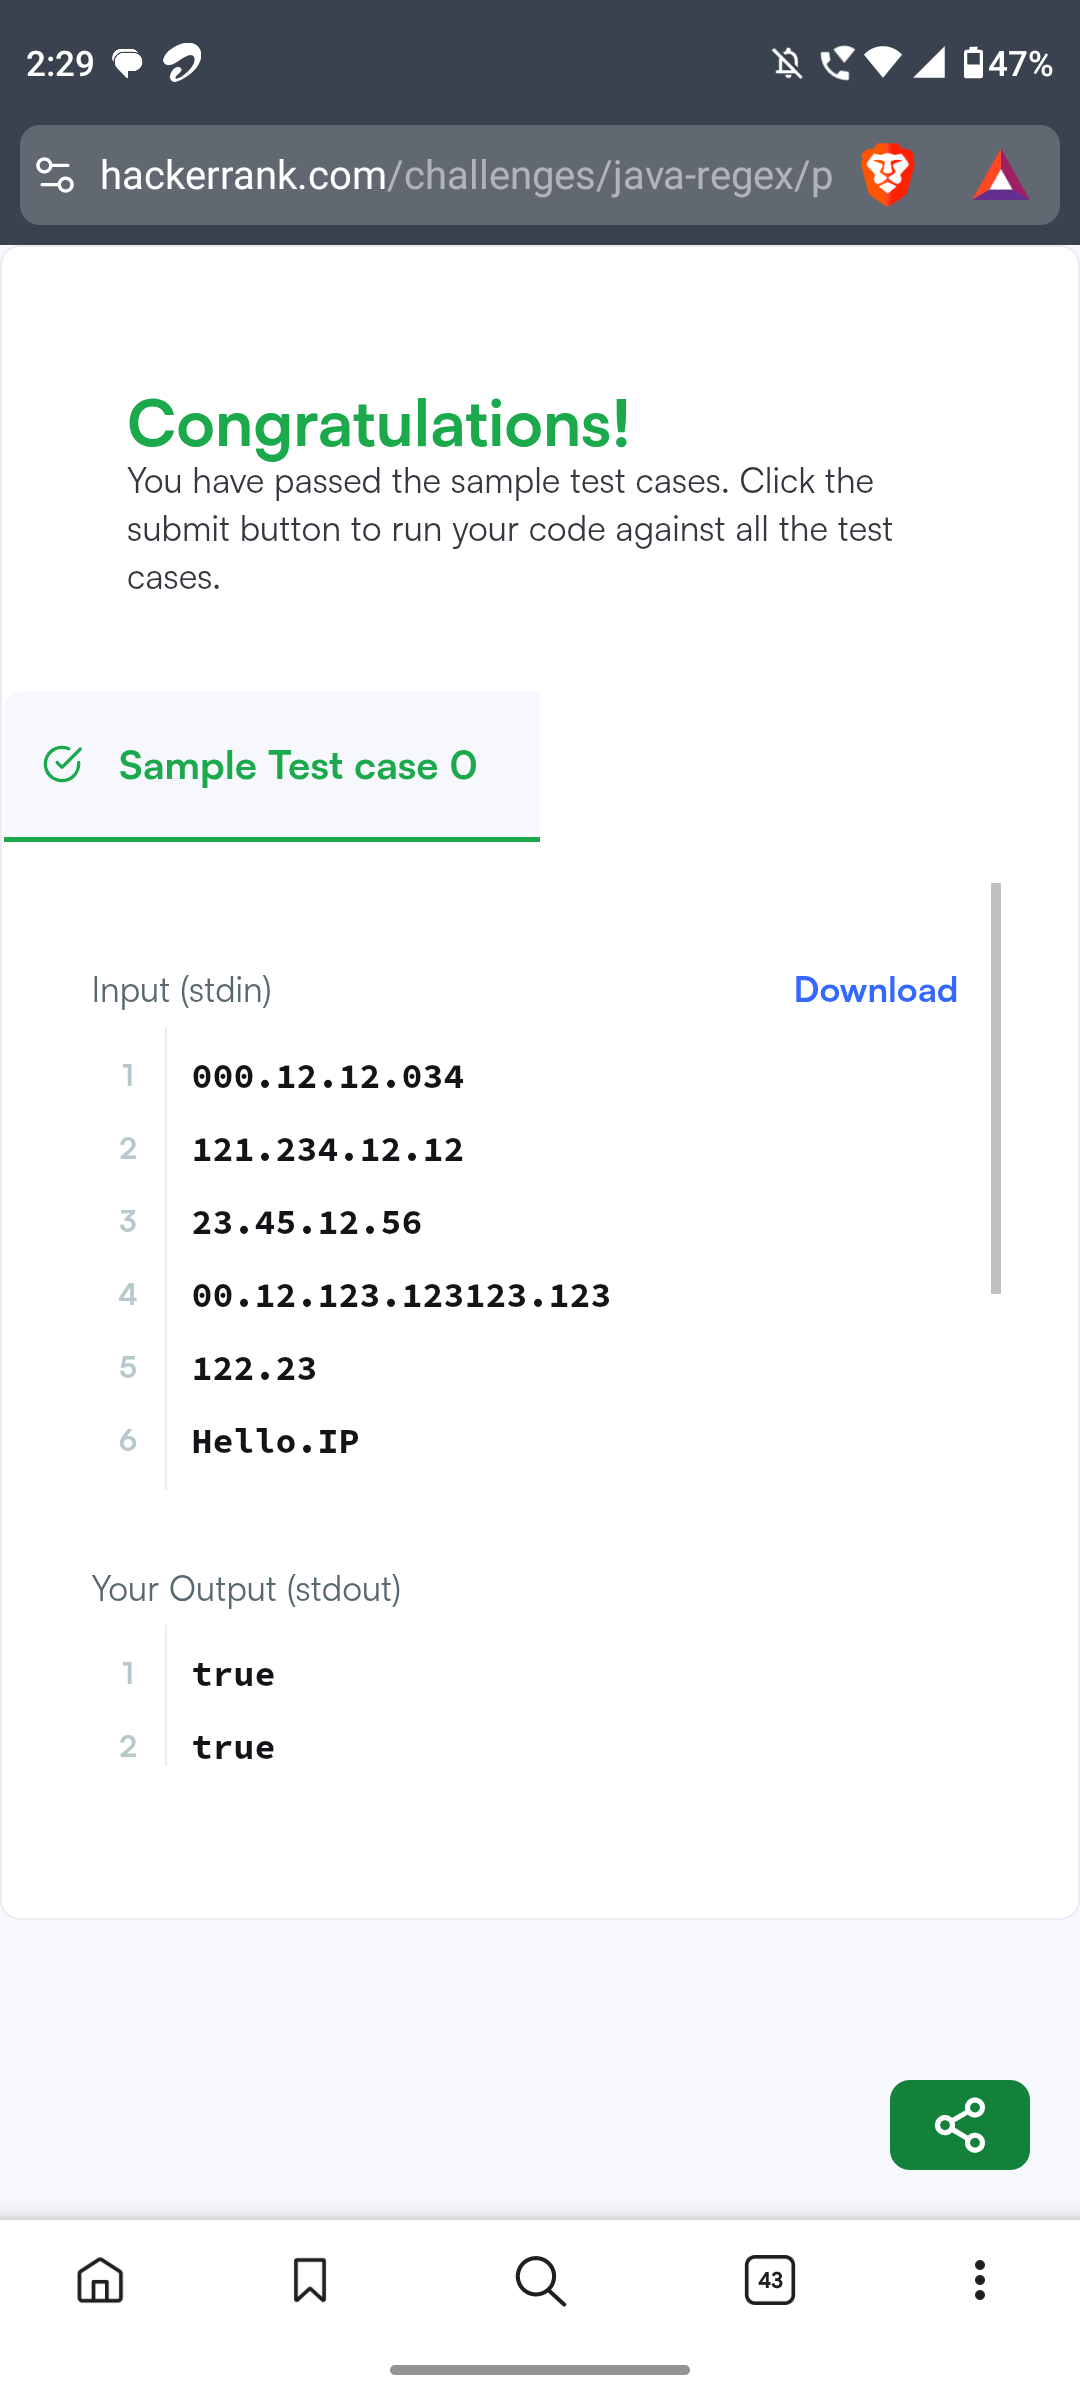 2:29
47%
hackerrank.com/challenges/java-regex/p
Congratulations!
You have passed the sample test cases. Click the
submit button to run your code against all the test
cases.
Sample Test case 0
Input (stdin)
Download
1 000.12.12.034
2 121.234.12.12
3 23.45.12.56
4 00.12.123.123123.123
5 122.23
6 Hello.IP
Your Output (stdout)
1 true
2 true
43